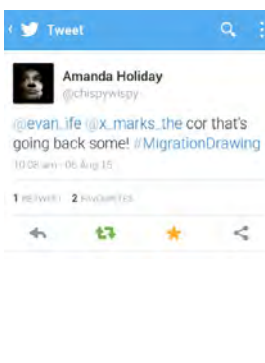 Tweet
Amanda Holiday
@chispywispy
@evan_ife @x_marks_the cor that's
going back some! #MigrationDrawing
10:08 am · 06 Aug 15
1 RETWEET 2 FAVOURITES